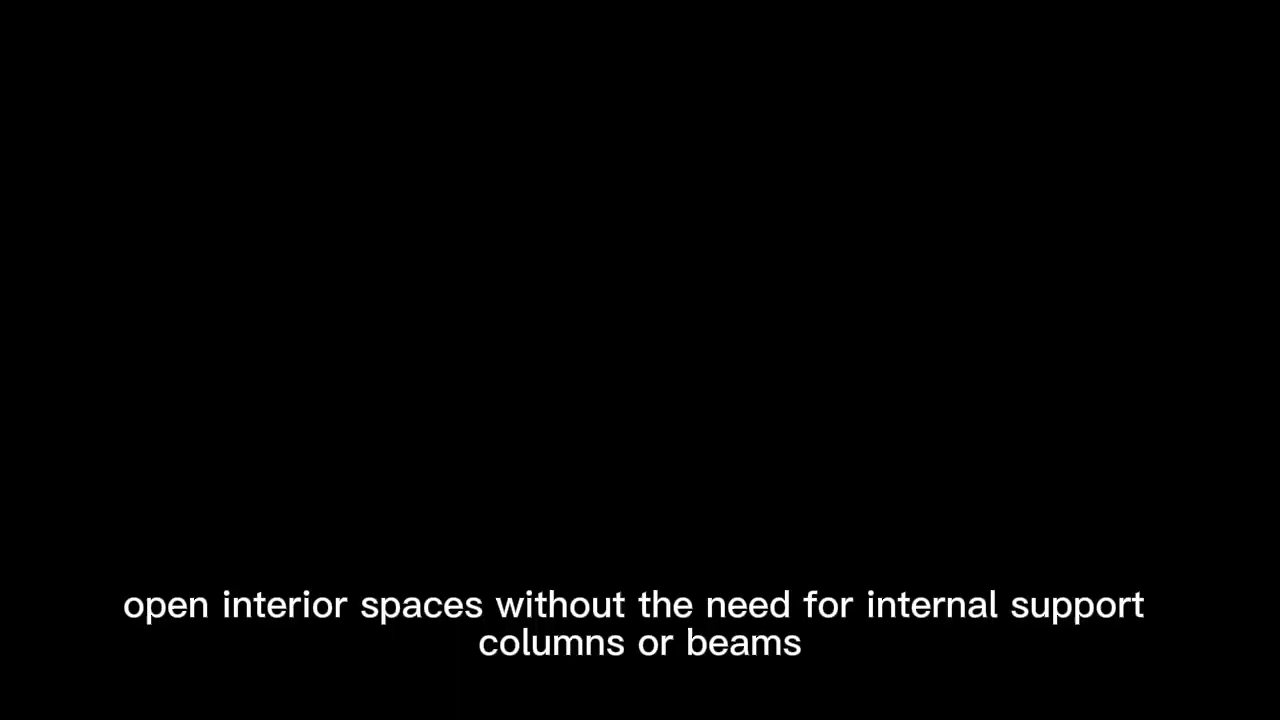 open interior spaces without the need for internal support
columns or beams